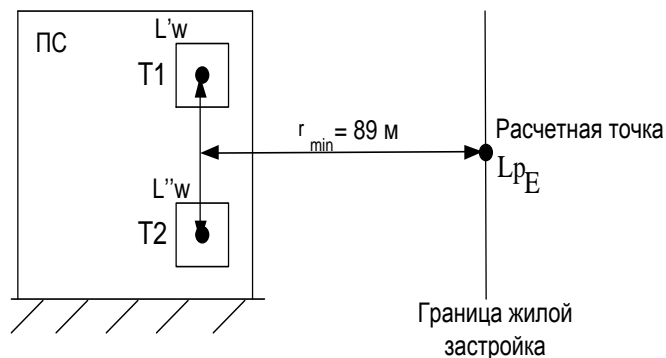 ПС
L'w
T1
r min = 89 м
Расчетная точка
LpE
L''w
T2
Граница жилой
застройка